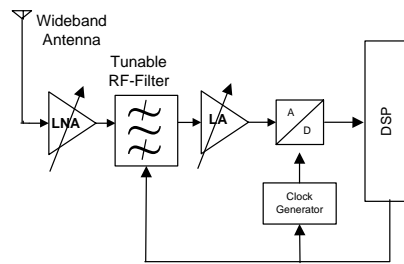 Wideband
Antenna
Tunable
RF-Filter
LNA
LA
A
D
DSP
Clock
Generator